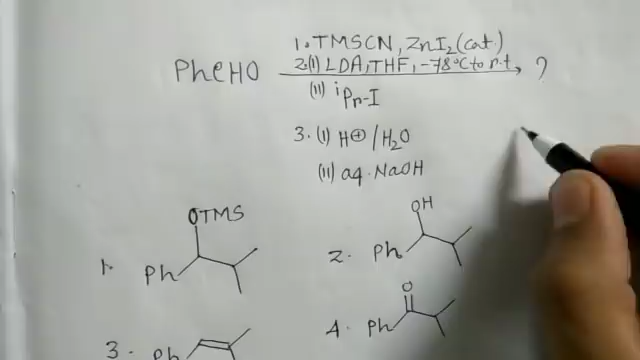 1. TMSCN, ZnI2 (cat.)
PhCHO 2.(i) LDA, THF, -78°C to r.t, ?
(ii) iPr-I
3. (i) H⊕/H2O
(ii) aq. NaOH
OTMS
1. Ph
OH
2. Ph
O
4. Ph
3. Ph